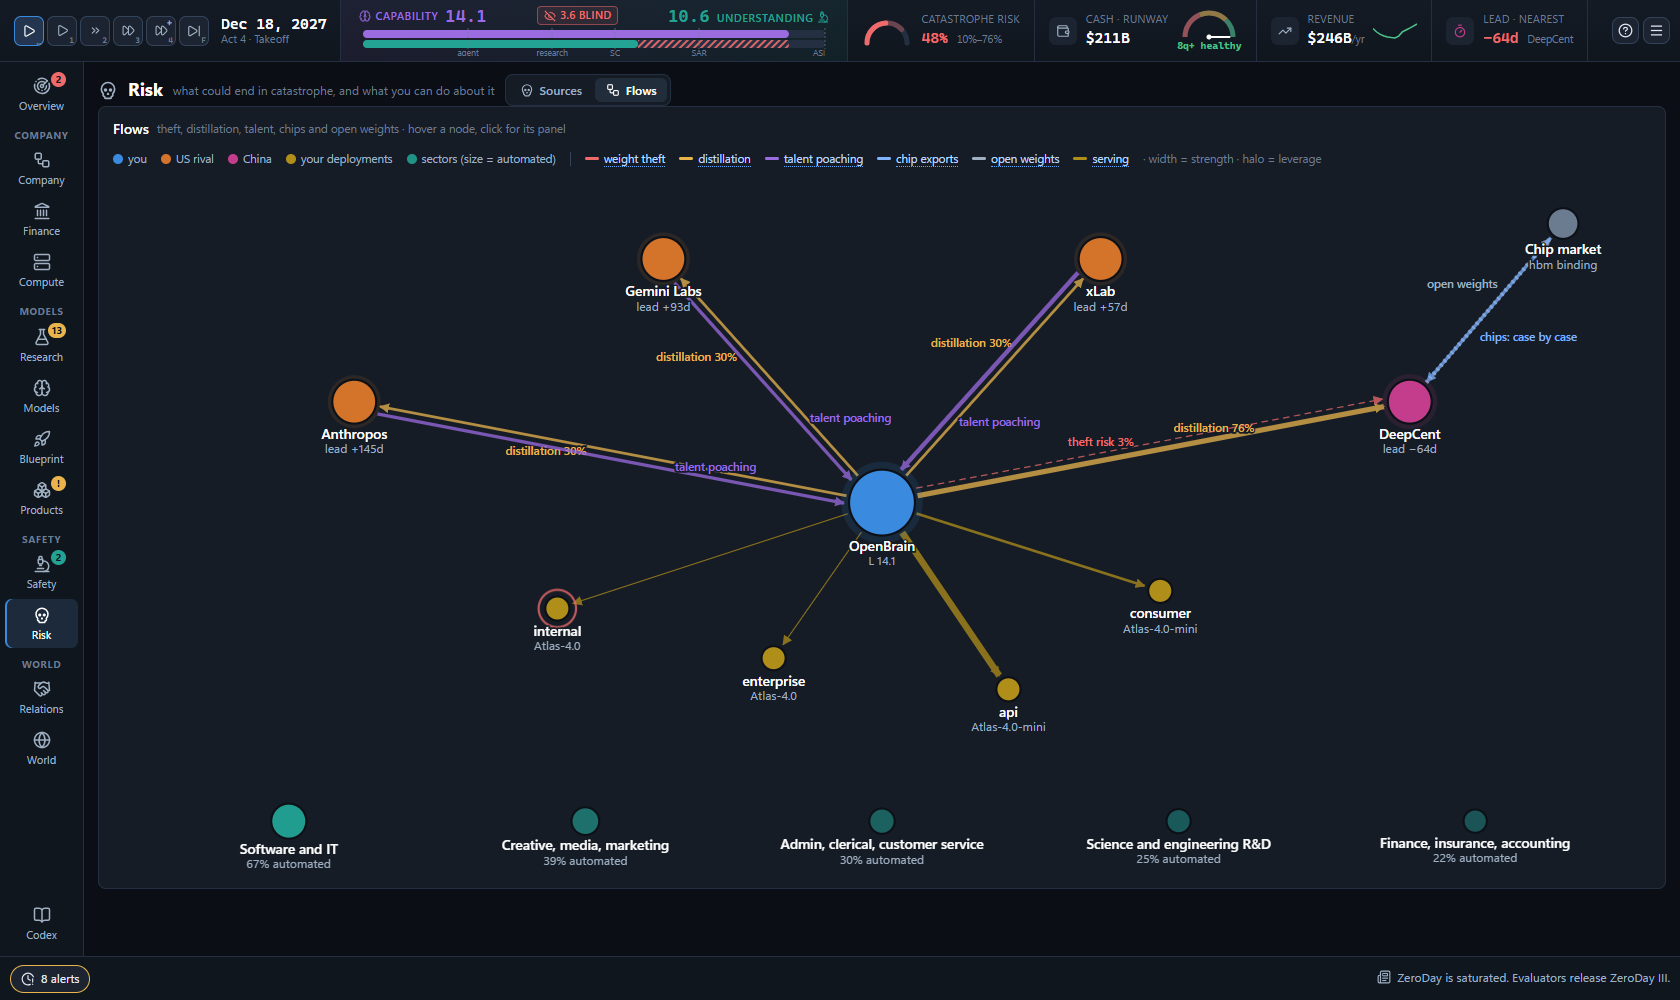 1
2
3
4
F
Dec 18, 2027
Act 4 · Takeoff
CAPABILITY 14.1
3.6 BLIND
10.6 UNDERSTANDING
agent
research
SC
SAR
ASI
CATASTROPHE RISK
48% 10%–76%
CASH · RUNWAY
$211B
8q+ healthy
REVENUE
$246B/yr
LEAD · NEAREST
−64d DeepCent
2
Overview
COMPANY
Company
Finance
Compute
MODELS
13
Research
Models
Blueprint
!
Products
SAFETY
2
Safety
Risk
WORLD
Relations
World
Codex
Risk what could end in catastrophe, and what you can do about it
Sources
Flows
Flows theft, distillation, talent, chips and open weights · hover a node, click for its panel
you US rival China your deployments sectors (size = automated) weight theft distillation talent poaching chip exports open weights serving · width = strength · halo = leverage
Chip market
hbm binding
Gemini Labs
lead +93d
xLab
lead +57d
open weights
chips: case by case
distillation 30%
distillation 30%
talent poaching
talent poaching
Anthropos
lead +145d
distillation 30%
talent poaching
theft risk 3%
distillation 76%
DeepCent
lead −64d
OpenBrain
L 14.1
internal
Atlas-4.0
enterprise
Atlas-4.0
api
Atlas-4.0-mini
consumer
Atlas-4.0-mini
Software and IT
67% automated
Creative, media, marketing
39% automated
Admin, clerical, customer service
30% automated
Science and engineering R&D
25% automated
Finance, insurance, accounting
22% automated
8 alerts
ZeroDay is saturated. Evaluators release ZeroDay III.